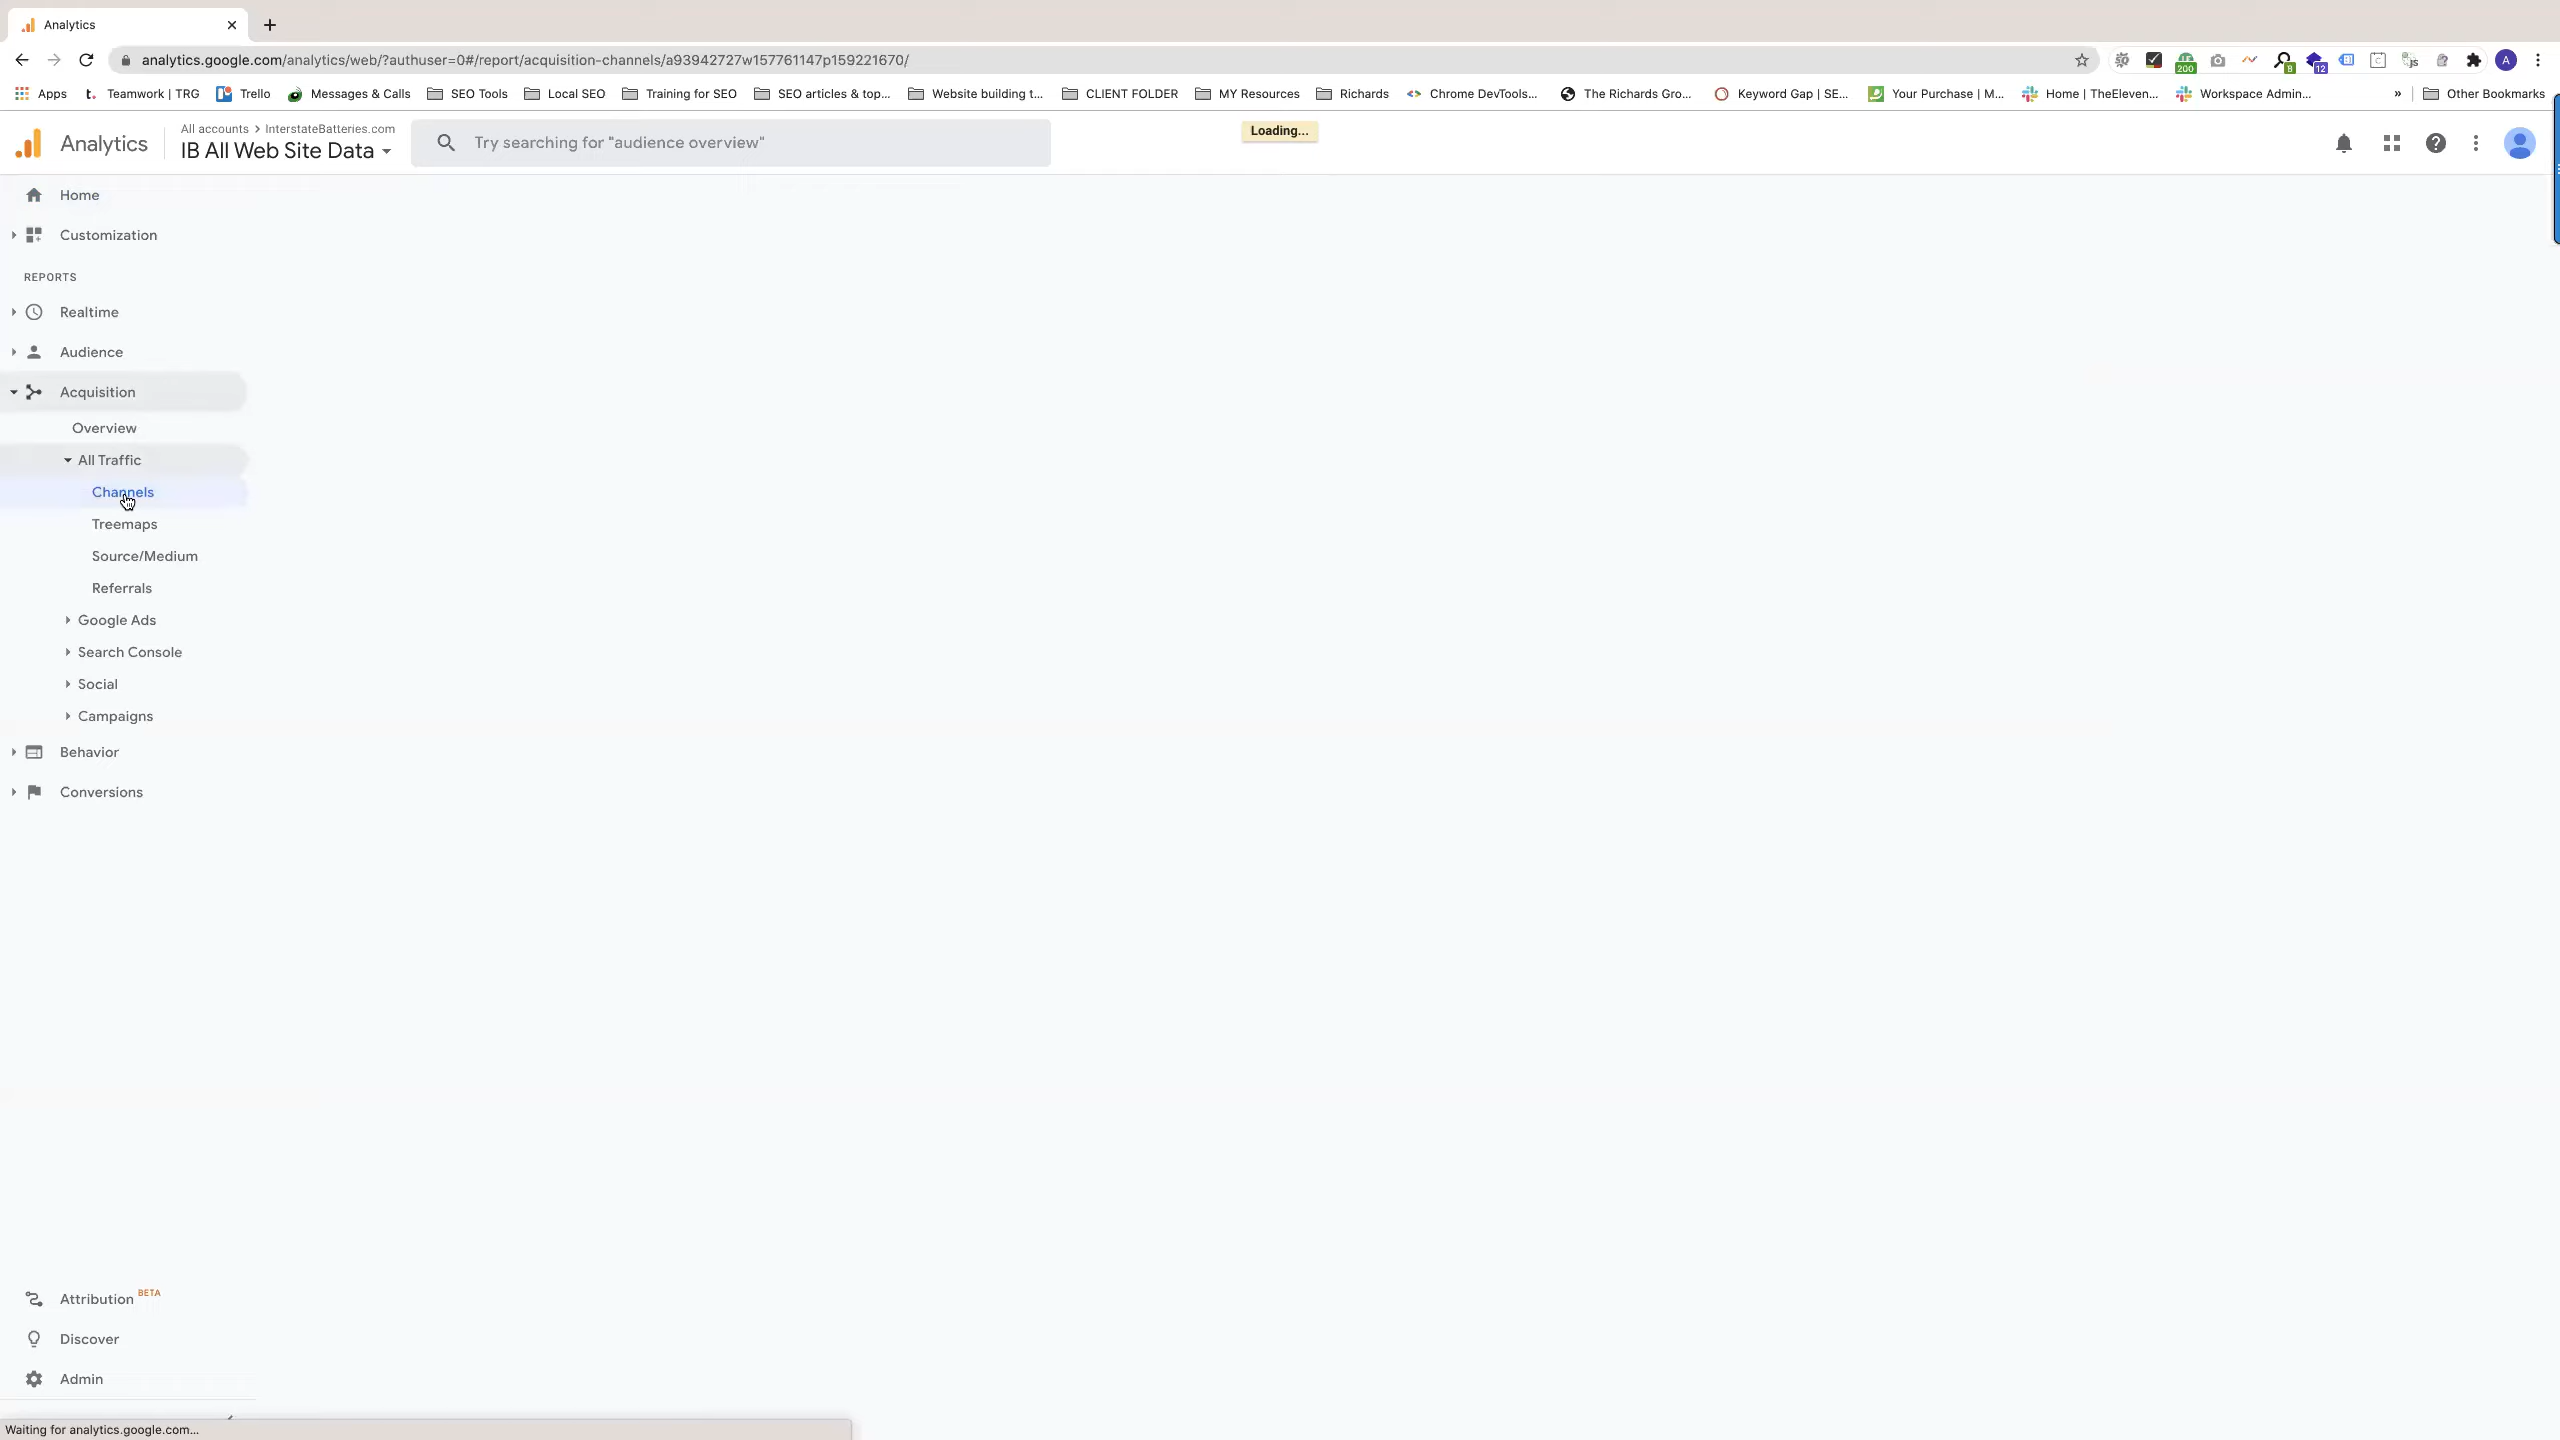 Analytics
analytics.google.com/analytics/web/?authuser=0#/report/acquisition-channels/a93942727w157761147p159221670/
200
8
12
A
Apps
t. Teamwork | TRG
Trello
Messages & Calls
SEO Tools
Local SEO
Training for SEO
SEO articles & top...
Website building t...
CLIENT FOLDER
MY Resources
Richards
Chrome DevTools...
The Richards Gro...
Keyword Gap | SE...
Your Purchase | M...
Home | TheEleven...
Workspace Admin...
»
Other Bookmarks
Analytics
All accounts > InterstateBatteries.com
IB All Web Site Data
Try searching for "audience overview"
Loading...
Home
Customization
REPORTS
Realtime
Audience
Acquisition
Overview
All Traffic
Channels
Treemaps
Source/Medium
Referrals
Google Ads
Search Console
Social
Campaigns
Behavior
Conversions
Attribution BETA
Discover
Admin
Waiting for analytics.google.com...